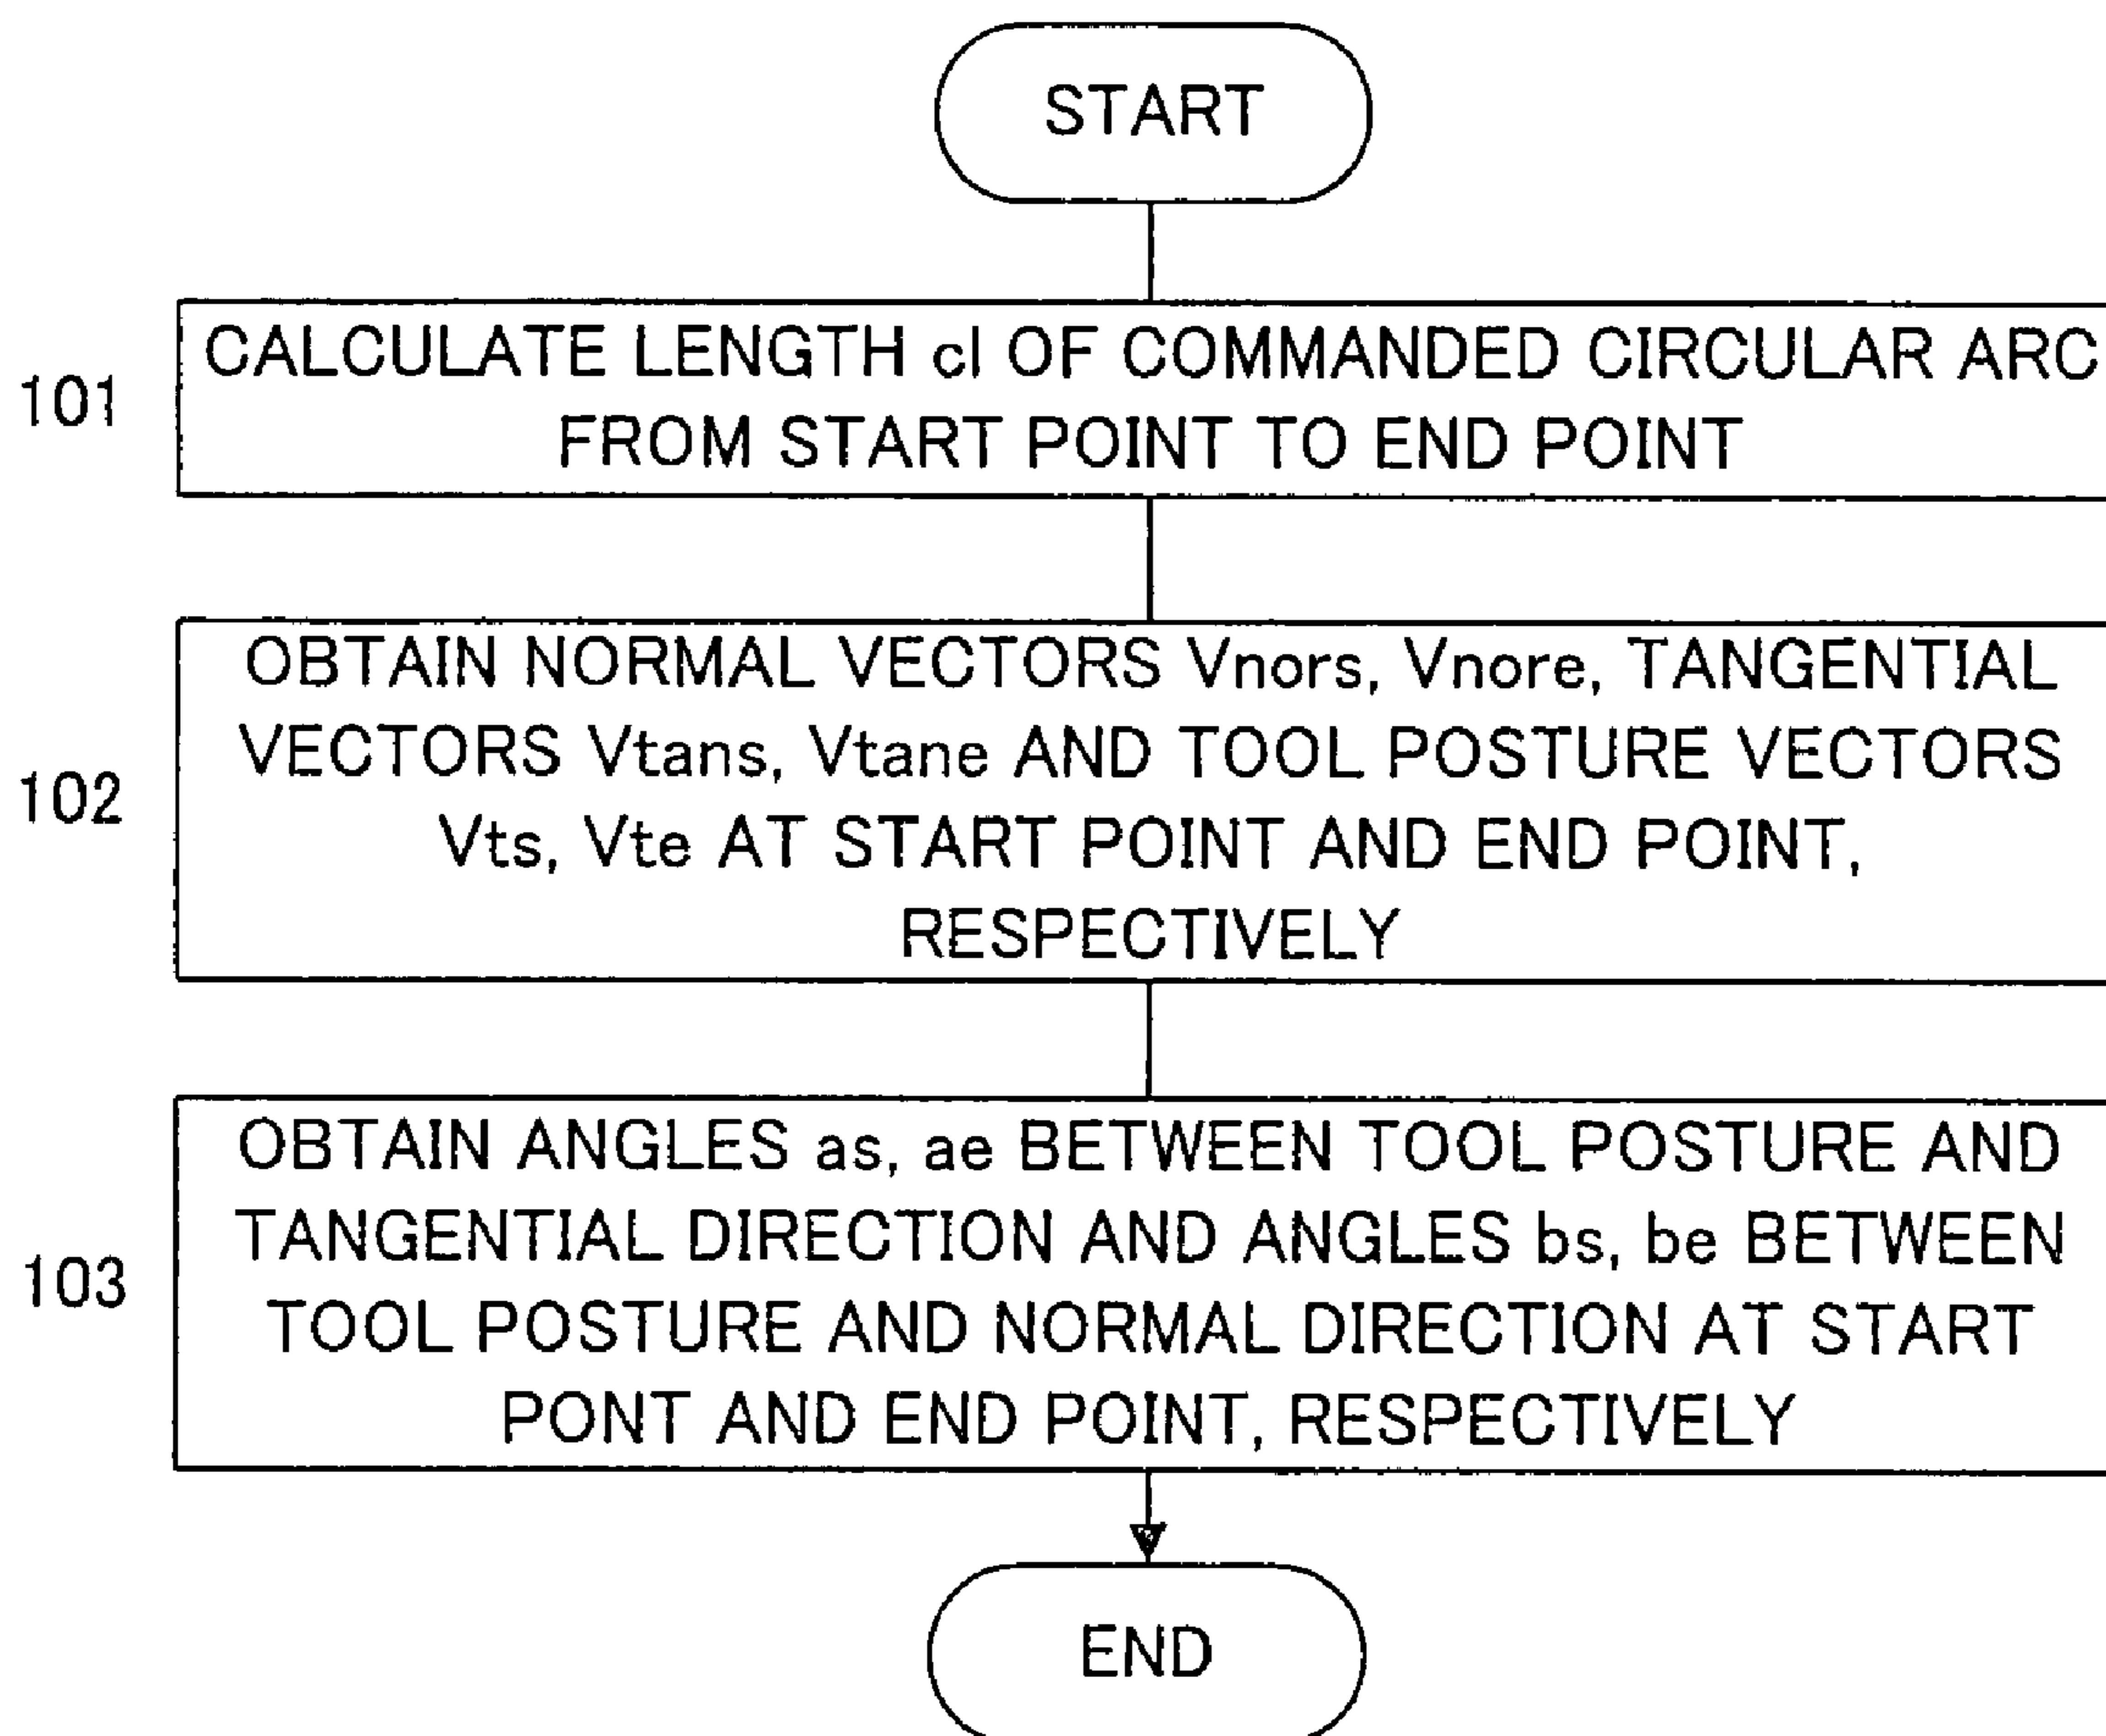 START
101
CALCULATE LENGTH cl OF COMMANDED CIRCULAR ARC
FROM START POINT TO END POINT
102
OBTAIN NORMAL VECTORS Vnors, Vnore, TANGENTIAL
VECTORS Vtans, Vtane AND TOOL POSTURE VECTORS
Vts, Vte AT START POINT AND END POINT,
RESPECTIVELY
103
OBTAIN ANGLES as, ae BETWEEN TOOL POSTURE AND
TANGENTIAL DIRECTION AND ANGLES bs, be BETWEEN
TOOL POSTURE AND NORMAL DIRECTION AT START
PONT AND END POINT, RESPECTIVELY
END